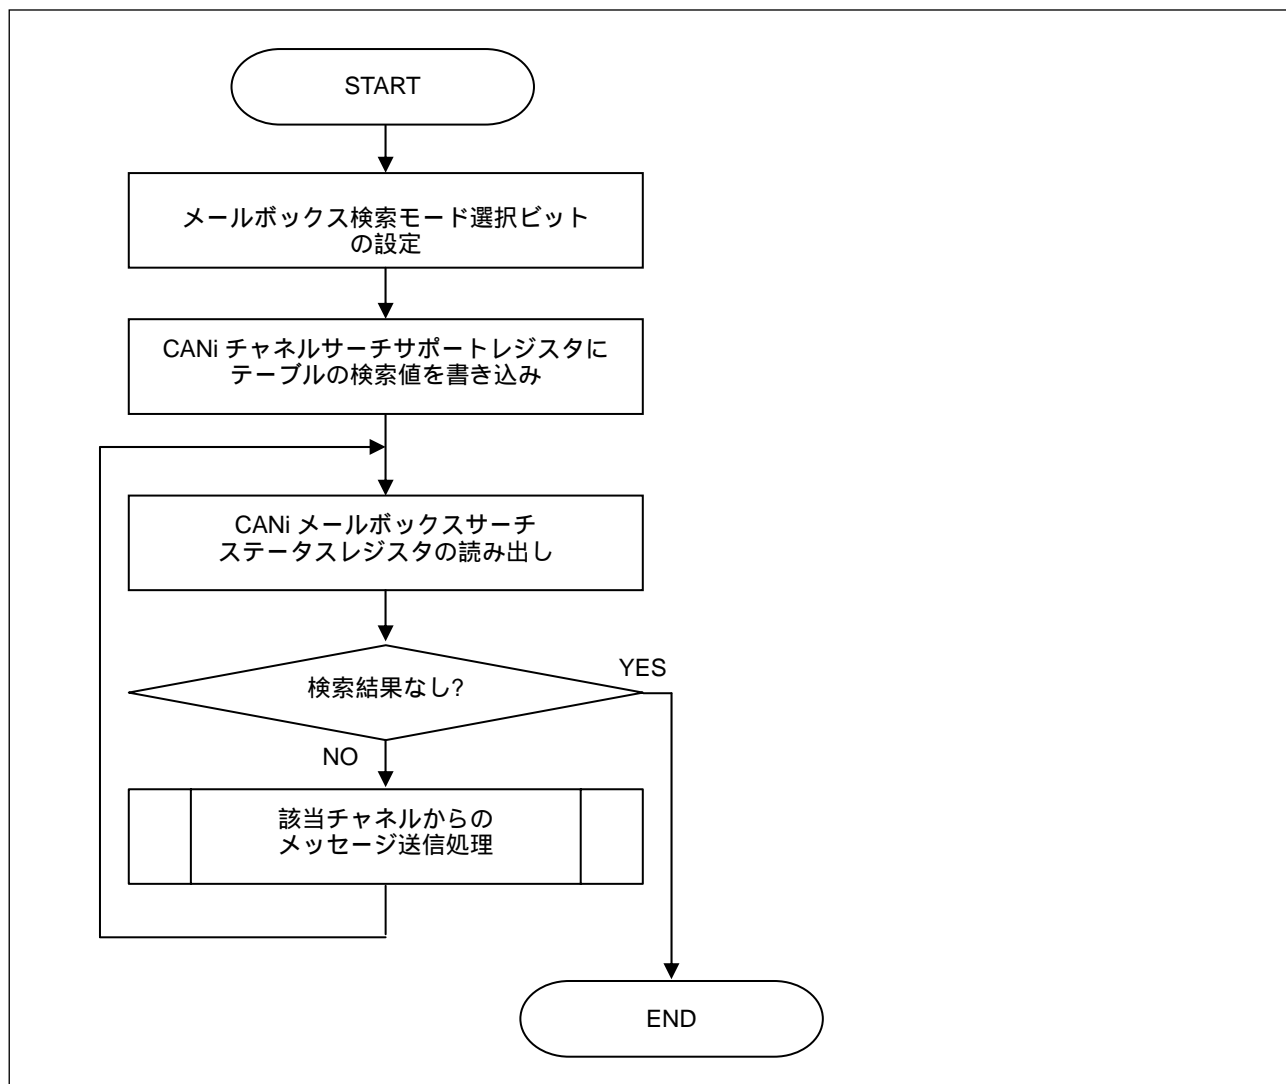 START
メールボックス検索モード選択ビット
の設定
CANi チャネルサーチサポートレジスタに
テーブルの検索値を書き込み
CANi メールボックスサーチ
ステータスレジスタの読み出し
検索結果なし?
YES
NO
該当チャネルからの
メッセージ送信処理
END